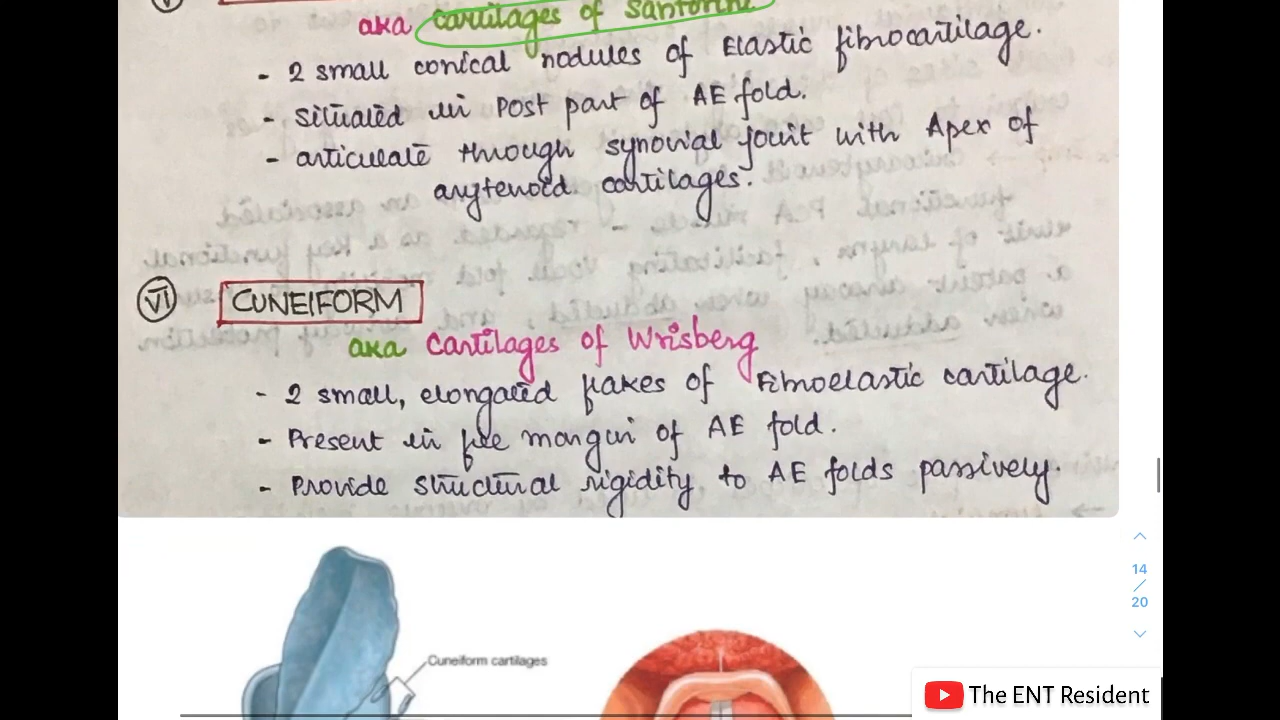 aka cartilages of Santorini
- 2 small conical nodules of Elastic fibrocartilage.
- situated in Post part of AE fold.
- articulate through synovial joint with Apex of
arytenoid cartilages.
VI CUNEIFORM
aka Cartilages of Wrisberg
- 2 small, elongated flakes of Fibroelastic cartilage.
- Present in free margin of AE fold.
- Provide structural rigidity to AE folds passively.
Cuneiform cartilages
14
/
20
The ENT Resident